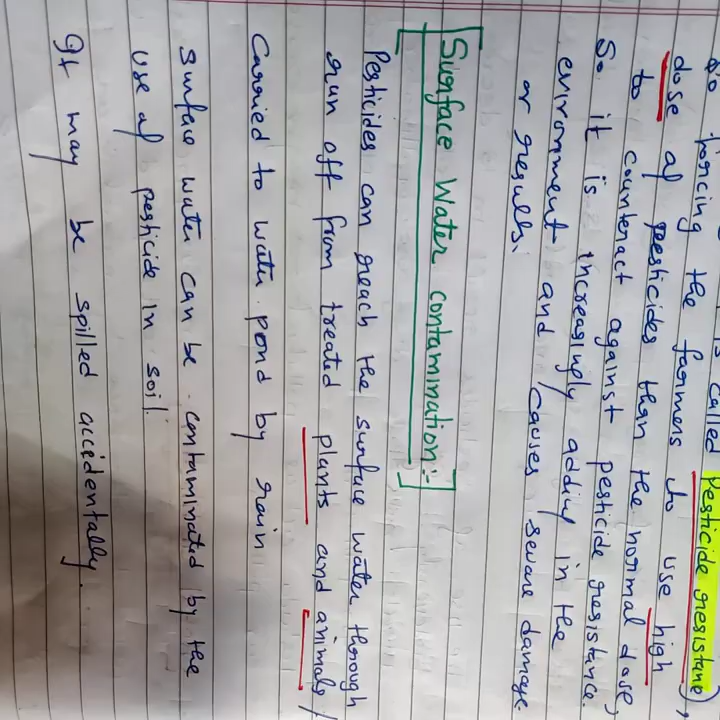 is called Pesticide resistance),
So forcing the farmers to use high
dose of pesticides than the normal dose,
to counteract against pesticide resistance.
So it is increasingly adding in the
environment and causes severe damage
or results.
[Surface Water contamination:-]
Pesticides can reach the surface water thorough
run off from treated plants and animals/
Carried to water pond by rain
Surface water can be contaminated by the
use of pesticide in soil.
It may be spilled accidentally.